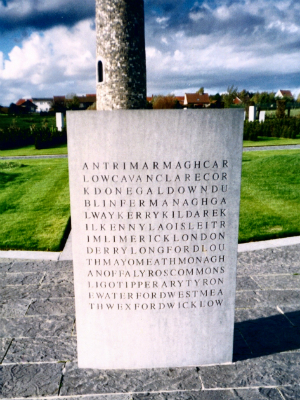 ANTRIMARMAGHCAR
LOWCAVANCLARECOR
KDONEGALDOWNDU
BLINFERMANAGHGA
LWAYKERRYKILDAREK
ILKENNYLAOISLEITR
IMLIMERICKLONDON
DERRYLONGFORDLOU
THMAYOMEATHMONAGH
ANOFFALYROSCOMMONS
LIGOTIPPERARYTYRON
EWATERFORDWESTMEA
THWEXFORDWICKLOW